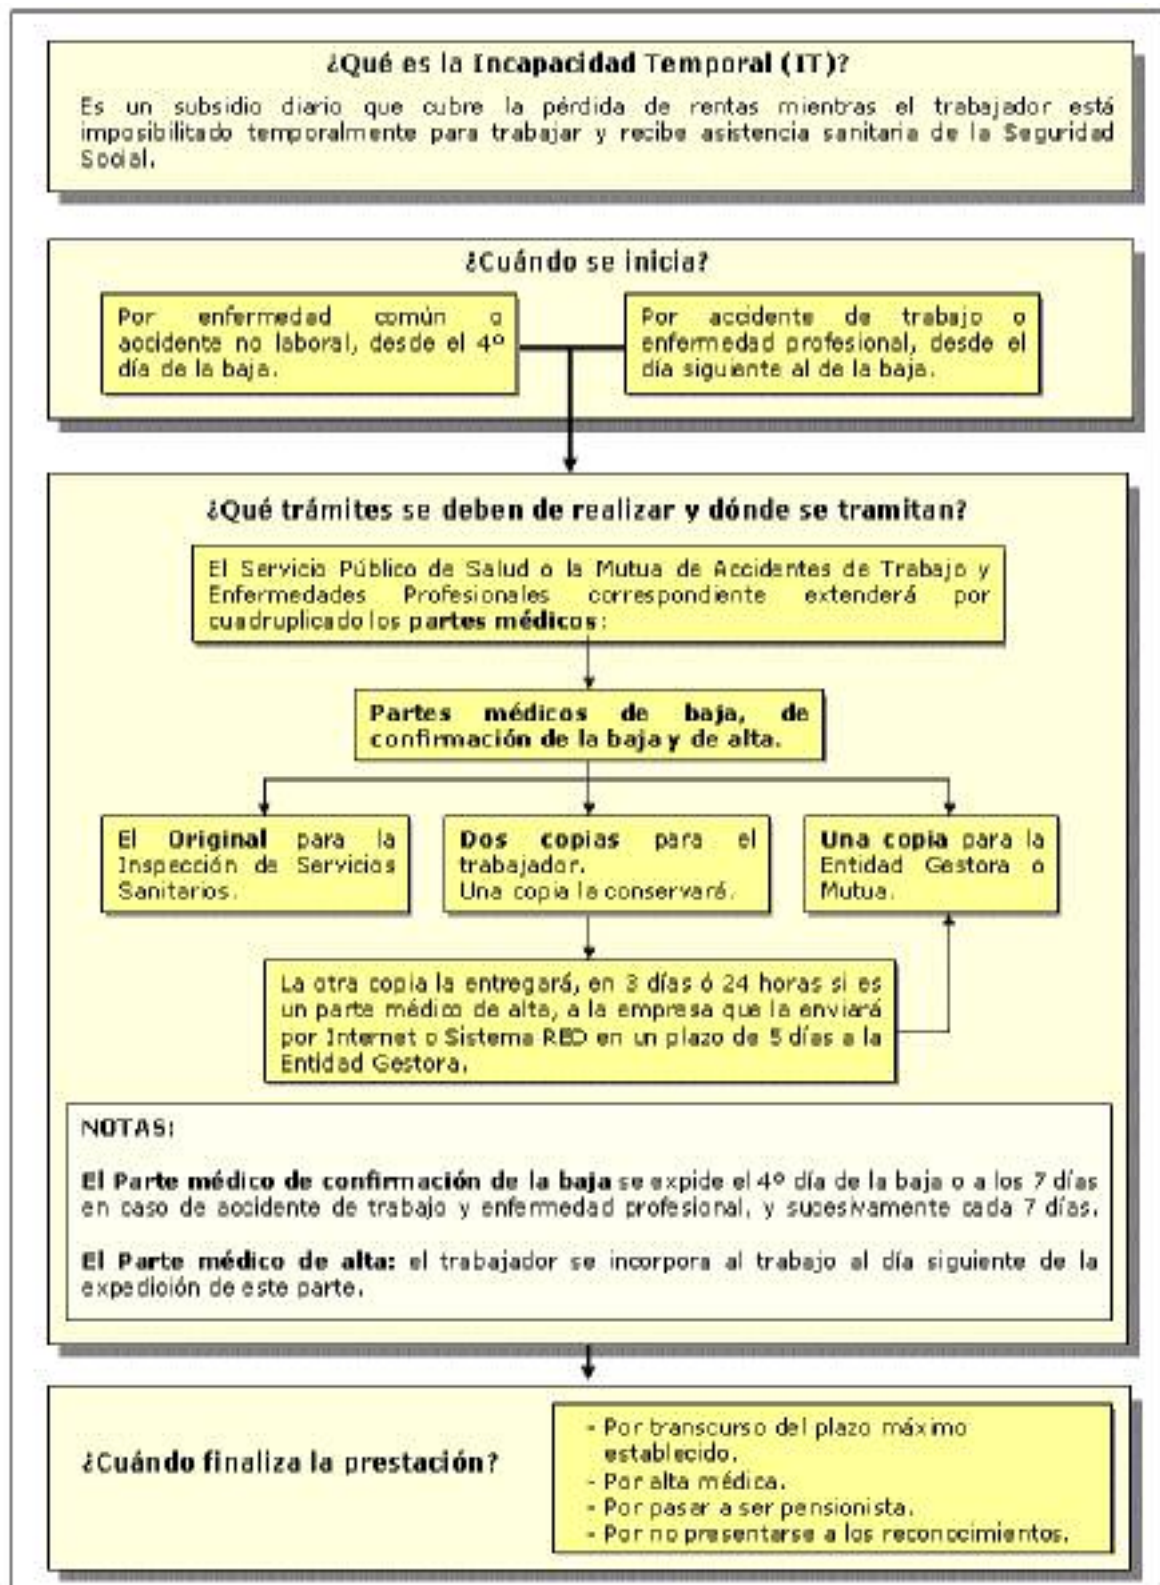 ¿Qué es la Incapacidad Temporal (IT)?
Es un subsidio diario que cubre la pérdida de rentas mientras el trabajador está
imposibilitado temporalmente para trabajar y recibe asistencia sanitaria de la Seguridad
Social.
¿Cuándo se inicia?
Por enfermedad común o
accidente no laboral, desde el 4º
día de la baja.
Por accidente de trabajo o
enfermedad profesional, desde el
día siguiente al de la baja.
¿Qué trámites se deben de realizar y dónde se tramitan?
El Servicio Público de Salud o la Mutua de Accidentes de Trabajo y
Enfermedades Profesionales correspondiente extenderá por
cuadruplicado los partes médicos:
Partes médicos de baja, de
confirmación de la baja y de alta.
El Original para la
Inspección de Servicios
Sanitarios.
Dos copias para el
trabajador.
Una copia la conservará.
Una copia para la
Entidad Gestora o
Mutua.
La otra copia la entregará, en 3 días ó 24 horas si es
un parte médico de alta, a la empresa que la enviará
por Internet o Sistema RED en un plazo de 5 días a la
Entidad Gestora.
NOTAS:
El Parte médico de confirmación de la baja se expide el 4º día de la baja o a los 7 días
en caso de accidente de trabajo y enfermedad profesional, y sucesivamente cada 7 días.
El Parte médico de alta: el trabajador se incorpora al trabajo al día siguiente de la
expedición de este parte.
¿Cuándo finaliza la prestación?
- Por transcurso del plazo máximo
establecido.
- Por alta médica.
- Por pasar a ser pensionista.
- Por no presentarse a los reconocimientos.